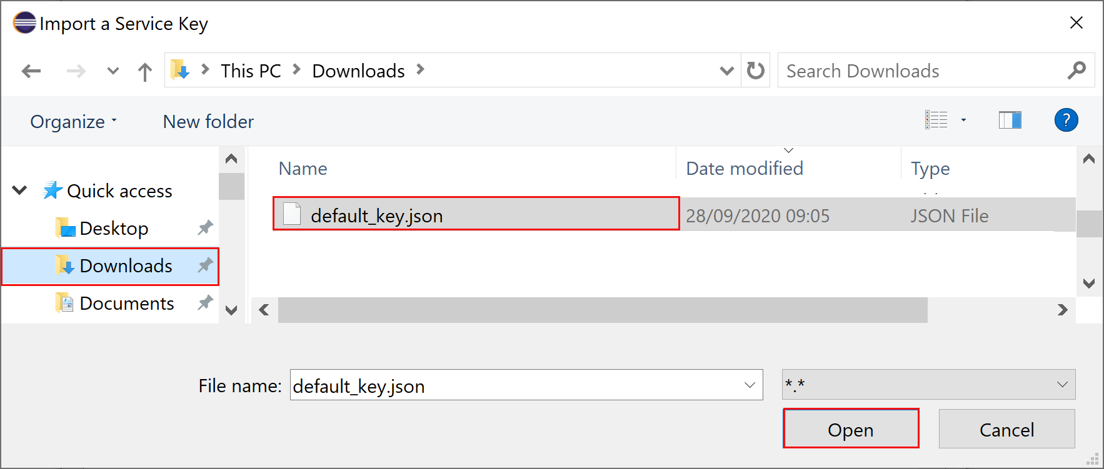 Import a Service Key
This PC
Downloads
Search Downloads
Organize
New folder
?
Name
Date modified
Type
Quick access
Desktop
Downloads
Documents
default_key.json
28/09/2020 09:05
JSON File
File name:
default_key.json
*.*
Open
Cancel